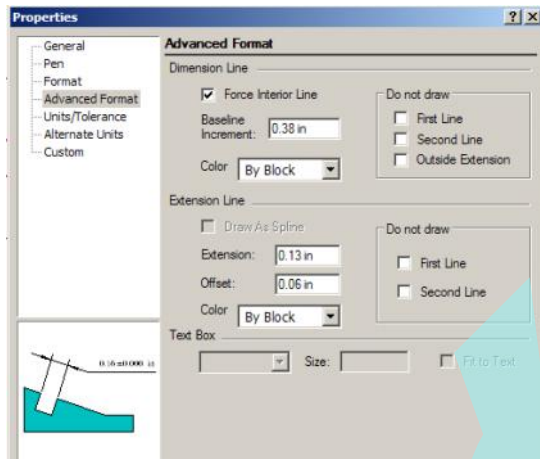 Properties
General
Pen
Format
Advanced Format
Units/Tolerance
Alternate Units
Custom
Advanced Format
Dimension Line
Force Interior Line
Baseline
Increment: 0.38 in
Color By Block
Do not draw
First Line
Second Line
Outside Extension
Extension Line
Draw As Spline
Extension: 0.13 in
Offset: 0.06 in
Color By Block
Do not draw
First Line
Second Line
Text Box
Size:
Fit to Text